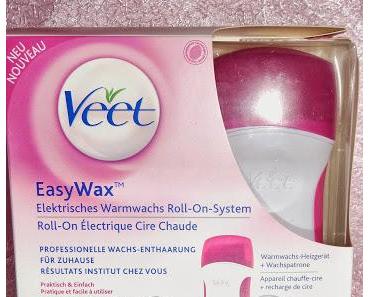 NEU
NOUVEAU
Veet
EasyWax™
Elektrisches Warmwachs Roll-On-System
Roll-On Électrique Cire Chaude
PROFESSIONELLE WACHS-ENTHAARUNG
FÜR ZUHAUSE
RÉSULTATS INSTITUT CHEZ VOUS
Praktisch & Einfach
Pratique et facile à utiliser
Warmwachs-Heizgerät
+ Wachspatrone
Appareil chauffe-cire
+ recharge de cire